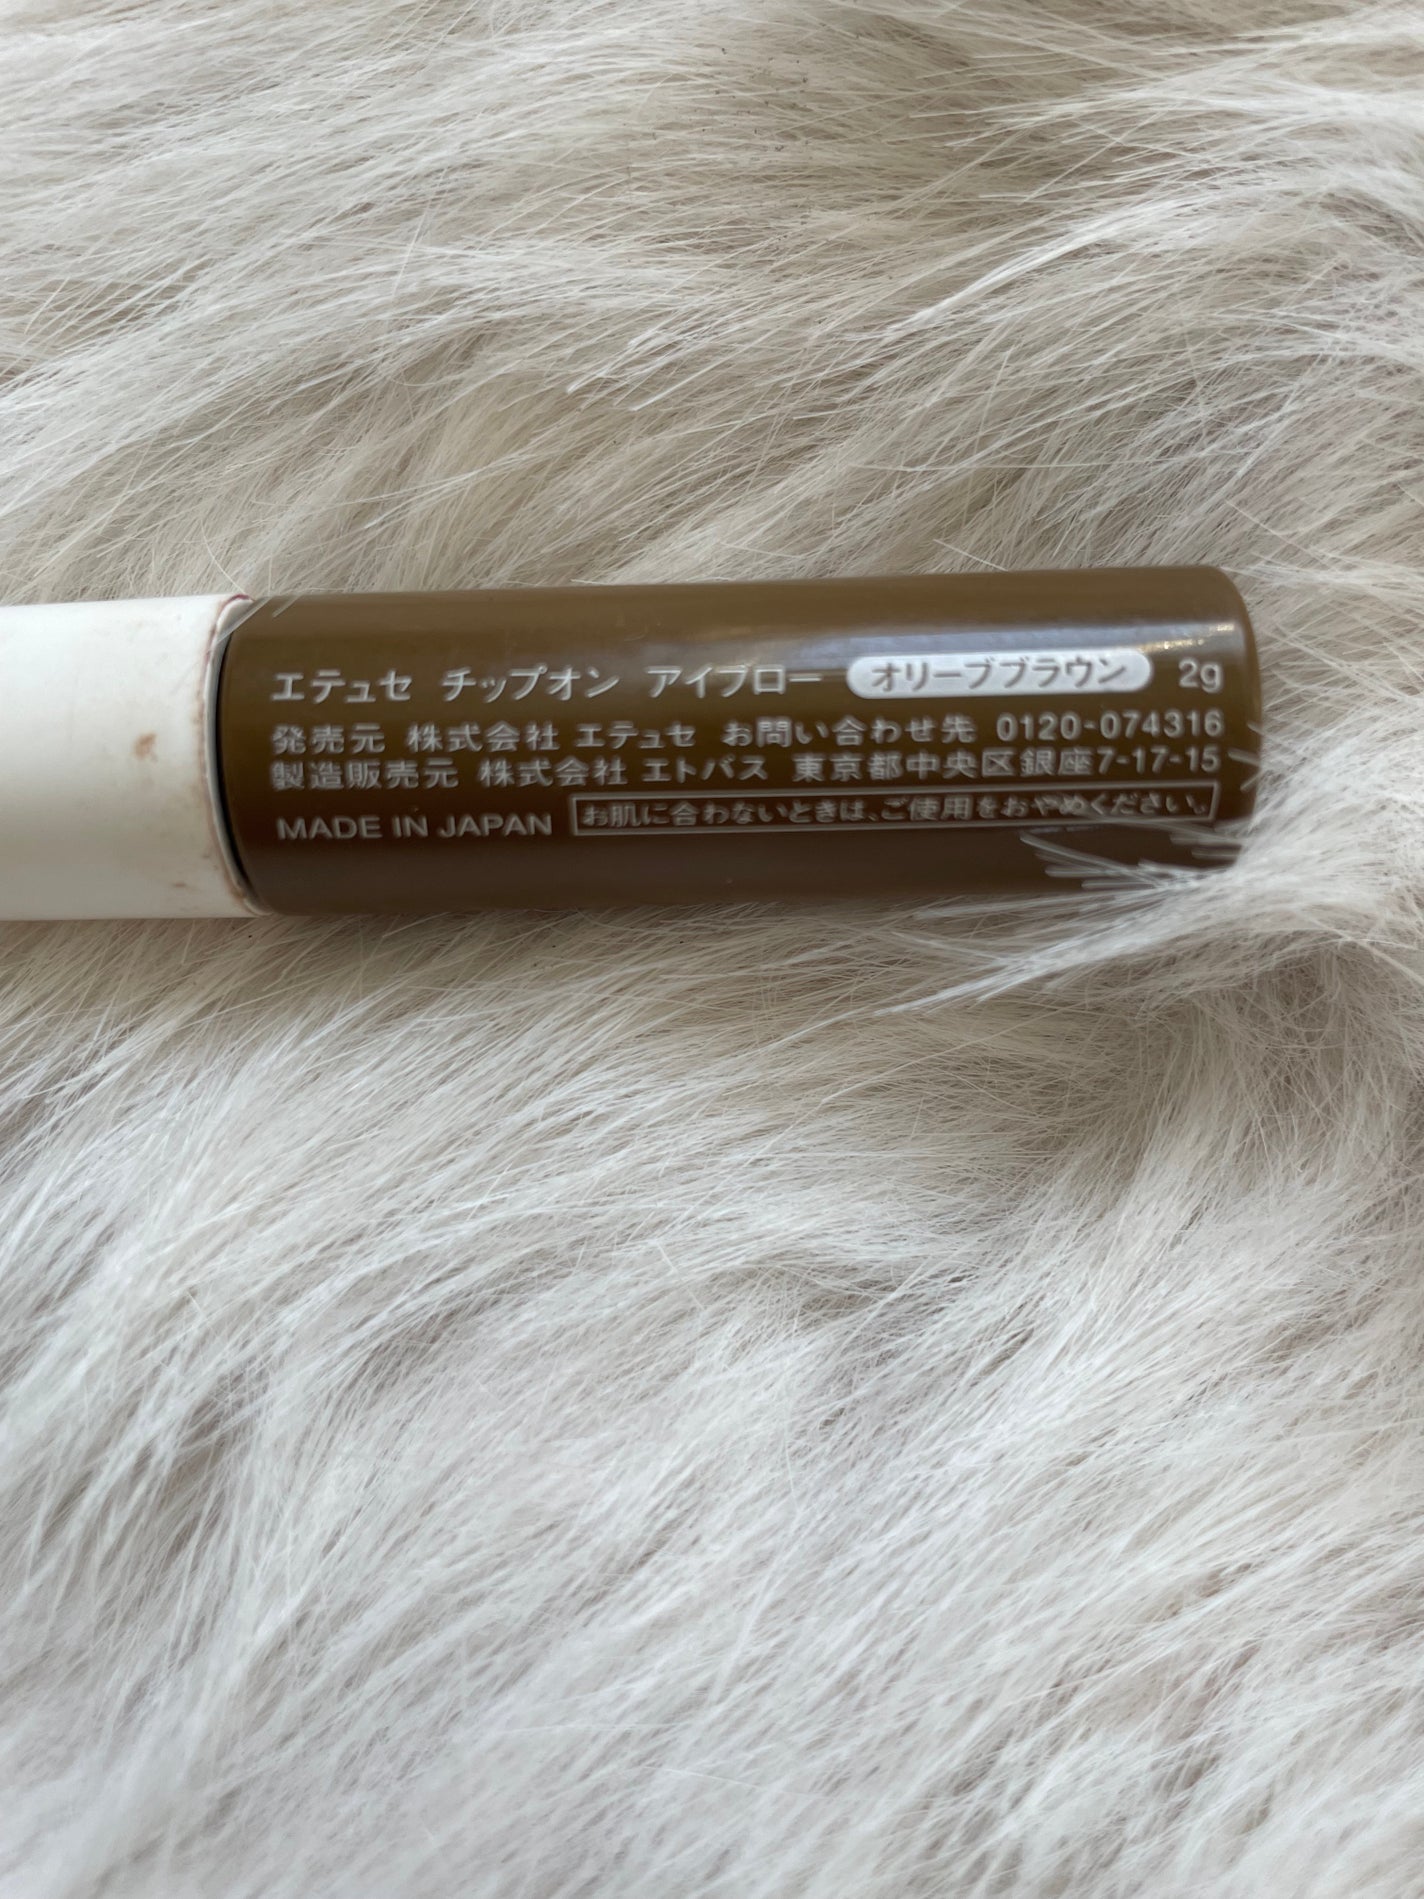 エテュセ チップオン アイブロー オリーブブラウン 2g
発売元 株式会社 エテュセ お問い合わせ先 0120-074316
製造販売元 株式会社 エトバス 東京都中央区銀座7-17-15
MADE IN JAPAN お肌に合わないときは、ご使用をおやめください。